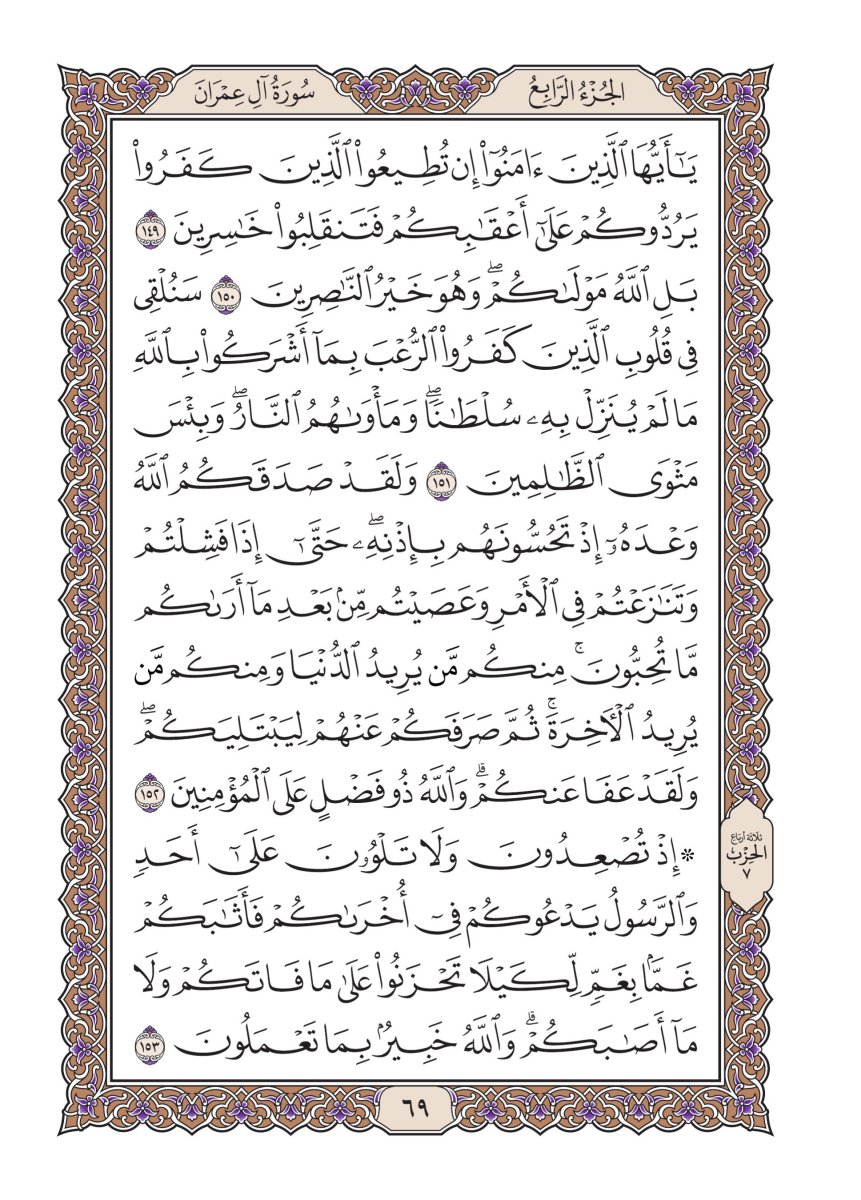 الجُزْءُ الرَّابِعُ
سُورَةُ آلِ عِمْرَانَ
يَـٰٓأَيُّهَا ٱلَّذِينَ ءَامَنُوٓا۟ إِن تُطِيعُوا۟ ٱلَّذِينَ كَفَرُوا۟
يَرُدُّوكُمْ عَلَىٰٓ أَعْقَـٰبِكُمْ فَتَنقَلِبُوا۟ خَـٰسِرِينَ ١٤٩
بَلِ ٱللَّهُ مَوْلَىٰكُمْ ۖ وَهُوَ خَيْرُ ٱلنَّـٰصِرِينَ ١٥٠ سَنُلْقِى
فِى قُلُوبِ ٱلَّذِينَ كَفَرُوا۟ ٱلرُّعْبَ بِمَآ أَشْرَكُوا۟ بِٱللَّهِ
مَا لَمْ يُنَزِّلْ بِهِۦ سُلْطَـٰنًا ۖ وَمَأْوَىٰهُمُ ٱلنَّارُ ۖ وَبِئْسَ
مَثْوَى ٱلظَّـٰلِمِينَ ١٥١ وَلَقَدْ صَدَقَكُمُ ٱللَّهُ
وَعْدَهُۥٓ إِذْ تَحُسُّونَهُم بِإِذْنِهِۦ ۖ حَتَّىٰٓ إِذَا فَشِلْتُمْ
وَتَنَـٰزَعْتُمْ فِى ٱلْأَمْرِ وَعَصَيْتُم مِّنۢ بَعْدِ مَآ أَرَىٰكُم
مَّا تُحِبُّونَ ۚ مِنكُم مَّن يُرِيدُ ٱلدُّنْيَا وَمِنكُم مَّن
يُرِيدُ ٱلْـَٔاخِرَةَ ۚ ثُمَّ صَرَفَكُمْ عَنْهُمْ لِيَبْتَلِيَكُمْ ۖ
وَلَقَدْ عَفَا عَنكُمْ ۗ وَٱللَّهُ ذُو فَضْلٍ عَلَى ٱلْمُؤْمِنِينَ ١٥٢
* إِذْ تُصْعِدُونَ وَلَا تَلْوُۥنَ عَلَىٰٓ أَحَدٍ
وَٱلرَّسُولُ يَدْعُوكُمْ فِىٓ أُخْرَىٰكُمْ فَأَثَـٰبَكُمْ
غَمًّۢا بِغَمٍّ لِّكَيْلَا تَحْزَنُوا۟ عَلَىٰ مَا فَاتَكُمْ وَلَا
مَآ أَصَـٰبَكُمْ ۗ وَٱللَّهُ خَبِيرٌۢ بِمَا تَعْمَلُونَ ١٥٣
ثلاثة أرباع
الحِزْب
٧
٦٩